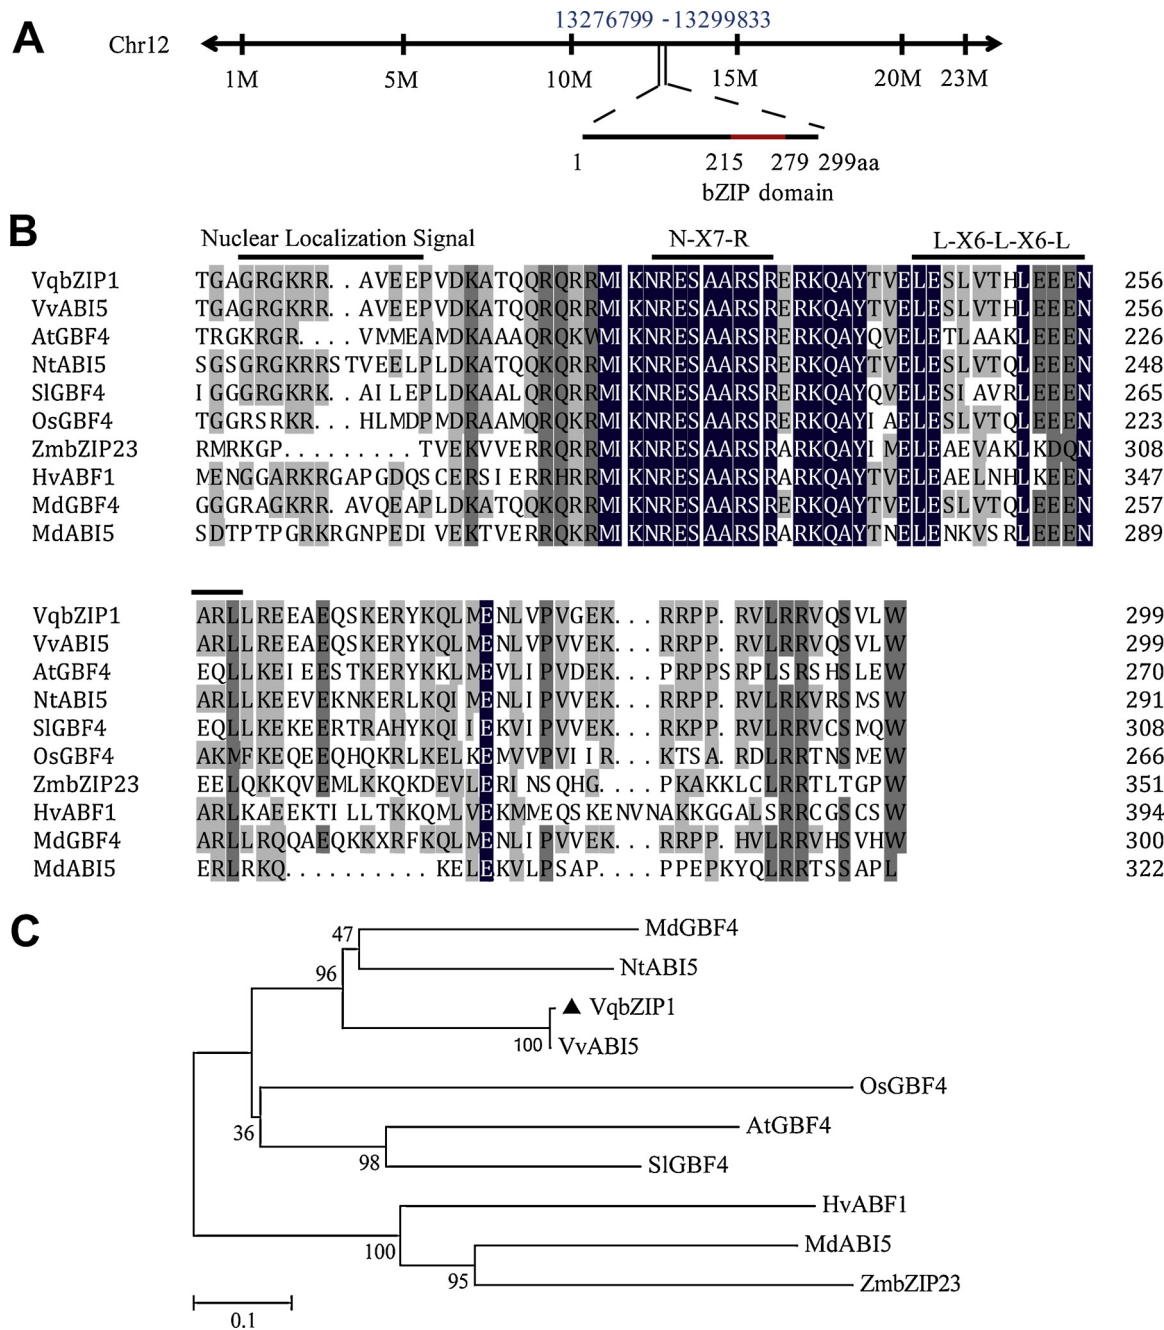 A
13276799 - 13299833
Chr12
1M 5M 10M 15M 20M 23M
1 215 279 299aa
bZIP domain
B
Nuclear Localization Signal N-X7-R L-X6-L-X6-L
VqbZIP1 TGAGRGKRR. . AVEEPVDKATQQRQRRMIKNRESAARSRERKQAYTVELESLVTHLEEEN 256
VvABI5 TGAGRGKRR. . AVEEPVDKATQQRQRRMIKNRESAARSRERKQAYTVELESLVTHLEEEN 256
AtGBF4 TRGKRGR. . . . VMMEAMDKAAAQRQKWMIKNRESAARSRERKQAYQVELETLAAKLEEEN 226
NtABI5 SGSGRGKRRSTVEELPLDKATQQKQRRMIKNRESAARSRERKQAYTVELESLVTQLEEEN 248
SlGBF4 IGGGRGKRK. . AILEPLDKAALQRQKRMIKNRESAARSRERKQAYQVELESLAVRLEEEN 265
OsGBF4 TGGRSRKR. . . HLMDPMDRAAMQRQKRMIKNRESAARSRERKQAYIAELESLVTQLEEEN 223
ZmbZIP23 RMRKGP. . . . . . . . . TVEKVVERRQRRMIKNRESAARSRARKQAYIMELEAEVAKLKDQN 308
HvABF1 MENGGARKRGAPGDQSCERSIERRHRRMIKNRESAARSRARKQAYTVELEAELNHLKEEN 347
MdGBF4 GGGRAGKRR. AVQEAPLDKATQQKQRRMIKNRESAARSRERKQAYTVELESLVTQLEEEN 257
MdABI5 SDTPTPGRKRGNPEDIVEKTVERRQKRMIKNRESAARSRARKQAYTNELENKVSRLEEEN 289
VqbZIP1 ARLLREEAEQSKERYKQLMENLVPVGEK. . . RRPP. RVLRRVQSVLW 299
VvABI5 ARLLREEAEQSKERYKQLMENLVPVGEK. . . RRPP. RVLRRVQSVLW 299
AtGBF4 EQLLKEIEESTKERYKKLMEVLIPVDEK. . . PRPPSRPLSRSHSLEW 270
NtABI5 ARLLKEEVEKNKERLKQIMENLIPVVEK. . . RRPP. RVLRKVRSMSW 291
SlGBF4 EQLLKEKEERTRAHYKQIIEKVIPVVEK. . . RRKP. RVLRRVCSMQW 308
OsGBF4 AKMFKEQEEQHQKRLKELKEMVVPVIIR. . . KTSA. RDLRRTNSMEW 266
ZmbZIP23 EELQKKQVEMLKKQKDEVLERINSQHG. . . . PKAKKLCLRRTLTGPW 351
HvABF1 ARLKAEEKTILLTKKQMLVEKMMEQSKENVNAKKGGALSRRCGSCSW 394
MdGBF4 ARLLRQQAEQKKXRFKQLMENLIPVVEK. . . RRPP. HVLRRVHSVHW 300
MdABI5 ERLRKQ. . . . . . . . . . KELEKVLPSAP. . . . PPEPKYQLRRTSSAPL 322
C
47 MdGBF4
NtABI5
96
VqbZIP1
100 VvABI5
OsGBF4
AtGBF4
36
98 SlGBF4
HvABF1
MdABI5
100
95 ZmbZIP23
0.1